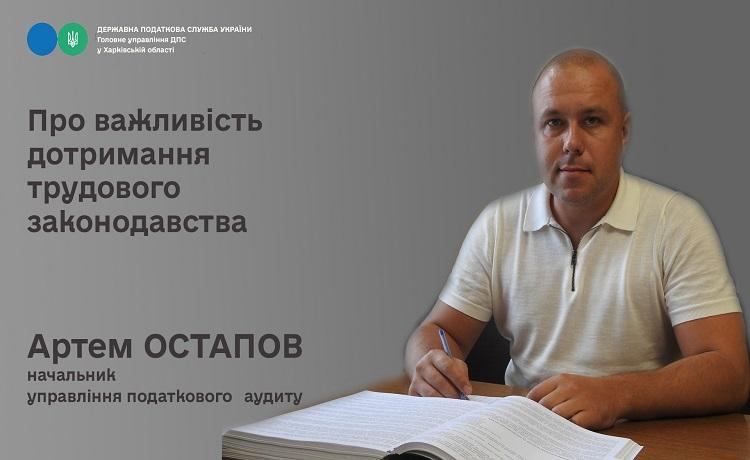 ДЕРЖАВНА ПОДАТКОВА СЛУЖБА УКРАЇНИ
Головне управління ДПС
у Харківській області
Про важливість
дотримання
трудового
законодавства
Артем ОСТАПОВ
начальник
управління податкового аудиту